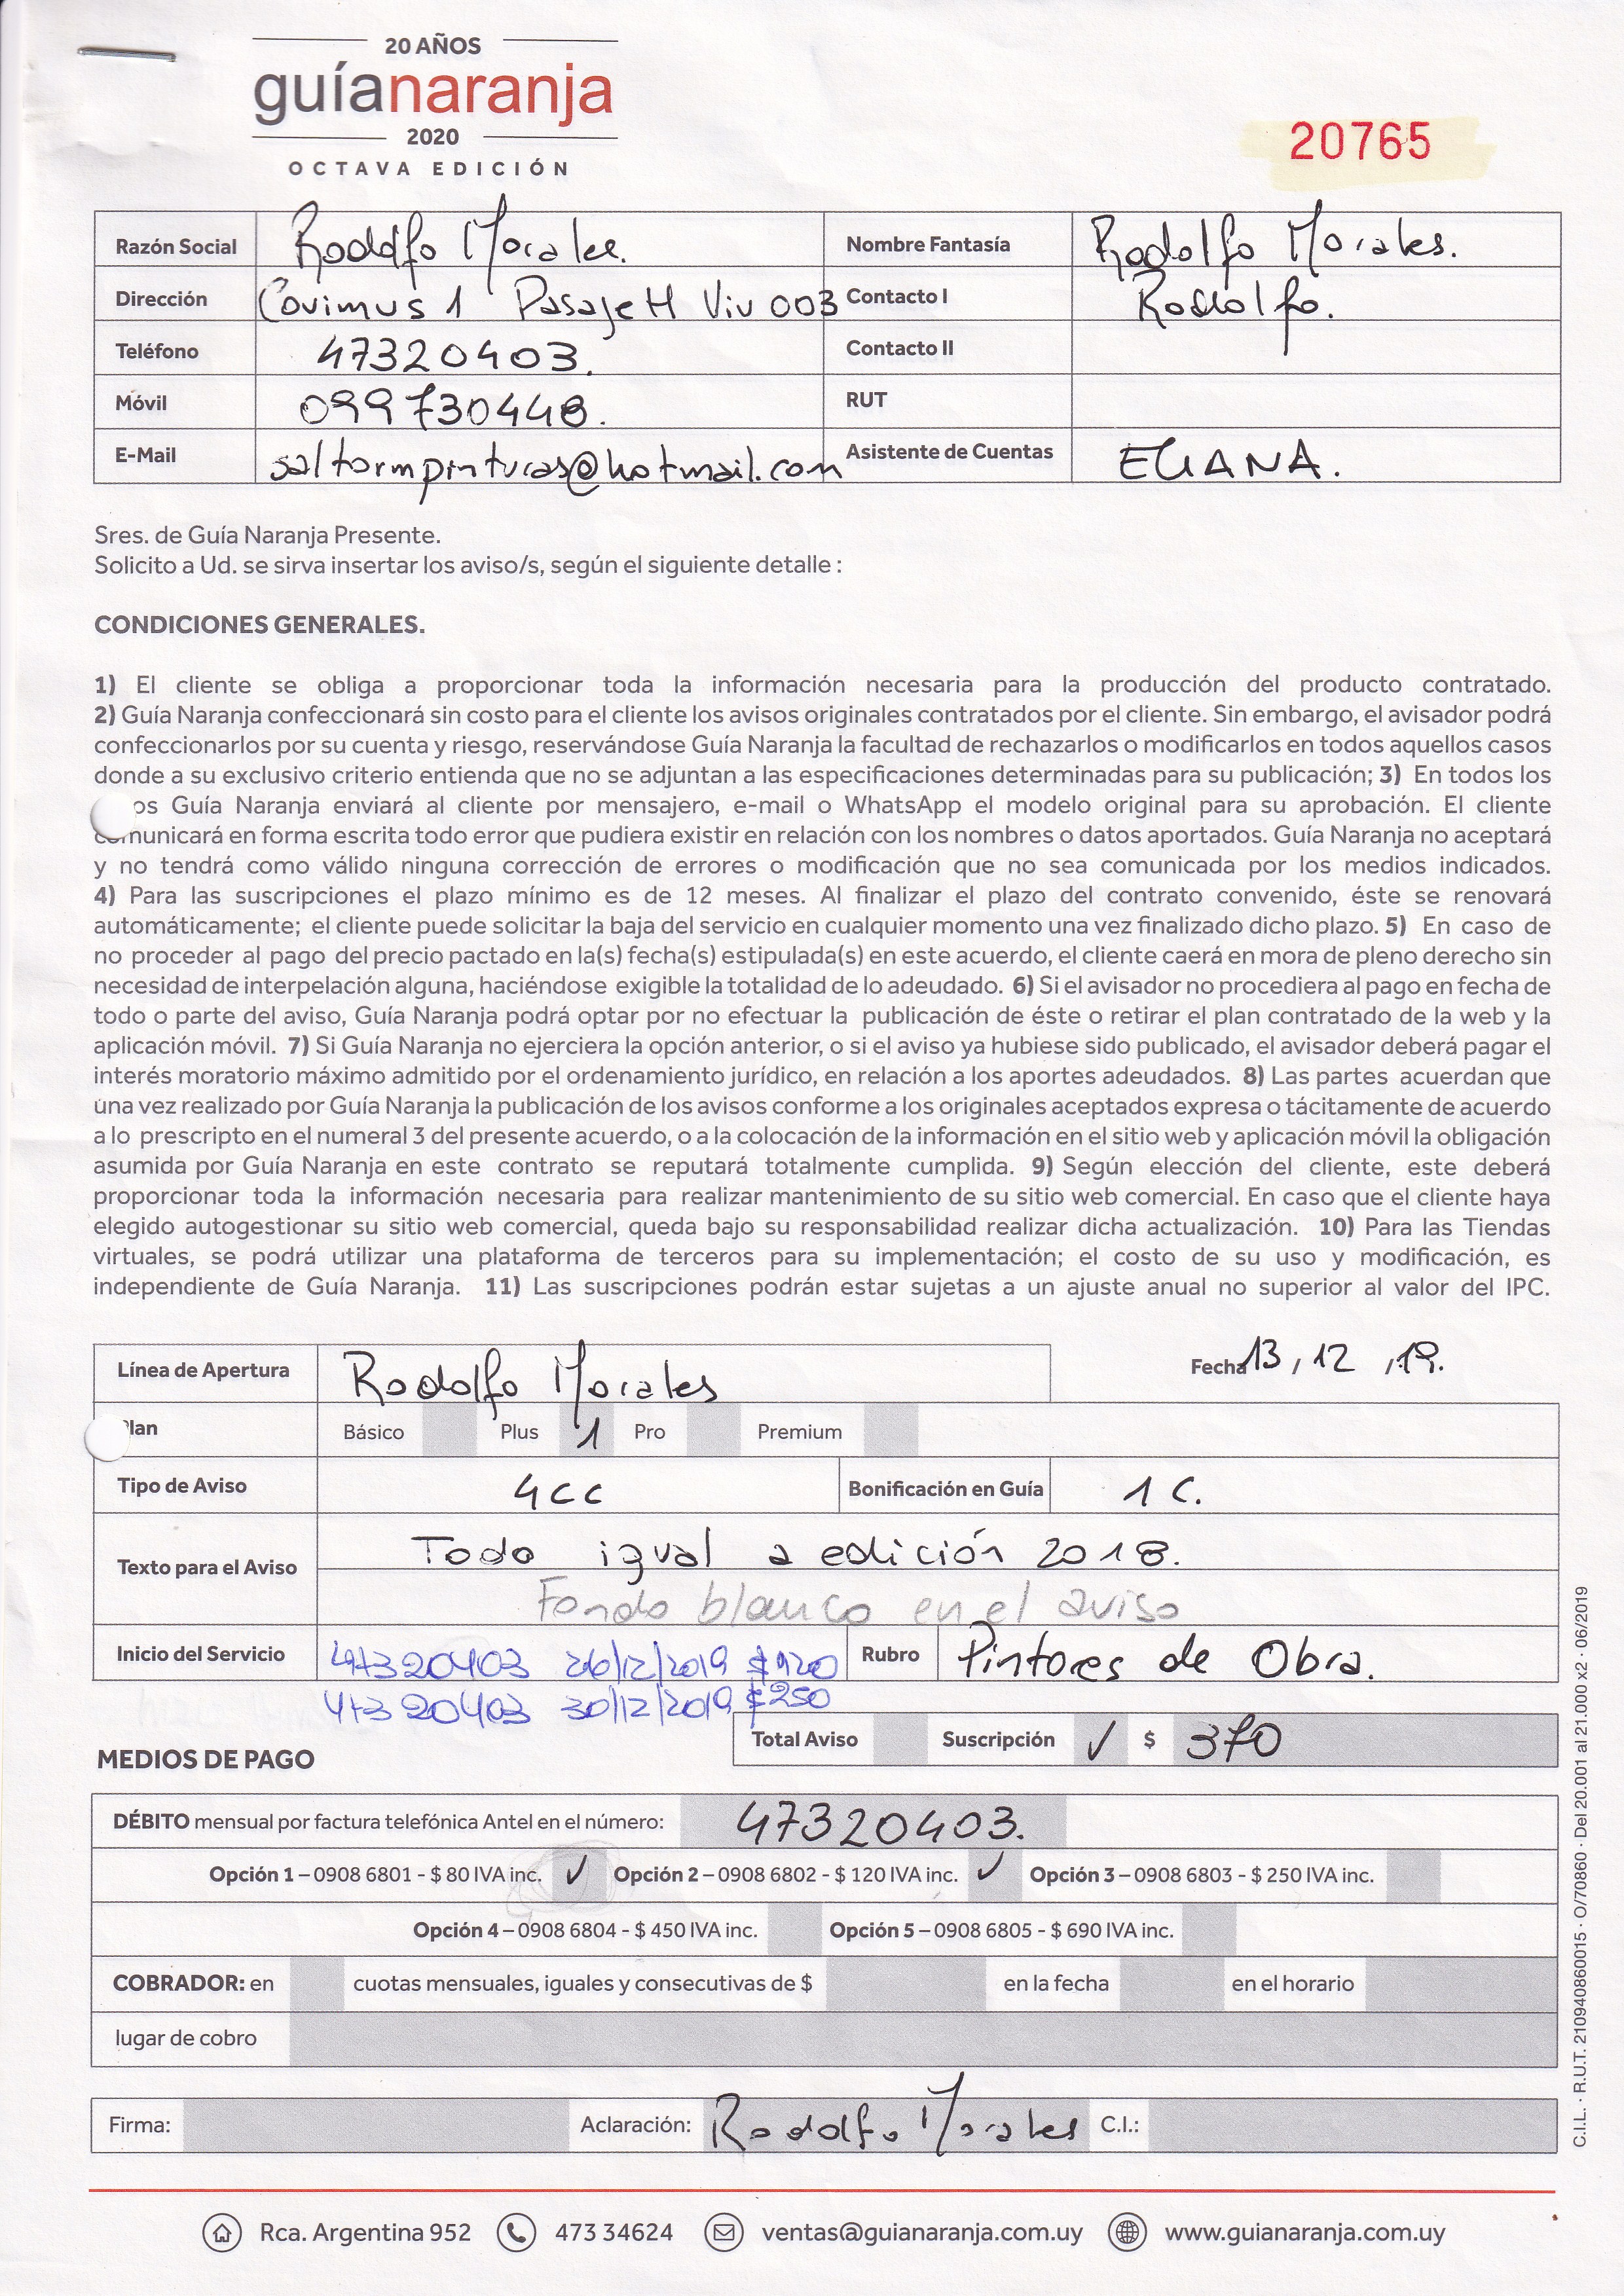 20 AÑOS
guíanaranja
2020
OCTAVA EDICIÓN
20765
Razón Social Rodolfo Morales. Nombre Fantasía Rodolfo Morales.
Dirección Covimus 1 Pasaje H Viv 003 Contacto I Rodolfo.
Teléfono 47320403. Contacto II
Móvil 099730448. RUT
E-Mail saltormpinturas@hotmail.com Asistente de Cuentas ELIANA.
Sres. de Guía Naranja Presente.
Solicito a Ud. se sirva insertar los aviso/s, según el siguiente detalle :
CONDICIONES GENERALES.
1) El cliente se obliga a proporcionar toda la información necesaria para la producción del producto contratado.
2) Guía Naranja confeccionará sin costo para el cliente los avisos originales contratados por el cliente. Sin embargo, el avisador podrá
confeccionarlos por su cuenta y riesgo, reservándose Guía Naranja la facultad de rechazarlos o modificarlos en todos aquellos casos
donde a su exclusivo criterio entienda que no se adjuntan a las especificaciones determinadas para su publicación; 3) En todos los
os Guía Naranja enviará al cliente por mensajero, e-mail o WhatsApp el modelo original para su aprobación. El cliente
comunicará en forma escrita todo error que pudiera existir en relación con los nombres o datos aportados. Guía Naranja no aceptará
y no tendrá como válido ninguna corrección de errores o modificación que no sea comunicada por los medios indicados.
4) Para las suscripciones el plazo mínimo es de 12 meses. Al finalizar el plazo del contrato convenido, éste se renovará
automáticamente; el cliente puede solicitar la baja del servicio en cualquier momento una vez finalizado dicho plazo. 5) En caso de
no proceder al pago del precio pactado en la(s) fecha(s) estipulada(s) en este acuerdo, el cliente caerá en mora de pleno derecho sin
necesidad de interpelación alguna, haciéndose exigible la totalidad de lo adeudado. 6) Si el avisador no procediera al pago en fecha de
todo o parte del aviso, Guía Naranja podrá optar por no efectuar la publicación de éste o retirar el plan contratado de la web y la
aplicación móvil. 7) Si Guía Naranja no ejerciera la opción anterior, o si el aviso ya hubiese sido publicado, el avisador deberá pagar el
interés moratorio máximo admitido por el ordenamiento jurídico, en relación a los aportes adeudados. 8) Las partes acuerdan que
una vez realizado por Guía Naranja la publicación de los avisos conforme a los originales aceptados expresa o tácitamente de acuerdo
a lo prescripto en el numeral 3 del presente acuerdo, o a la colocación de la información en el sitio web y aplicación móvil la obligación
asumida por Guía Naranja en este contrato se reputará totalmente cumplida. 9) Según elección del cliente, este deberá
proporcionar toda la información necesaria para realizar mantenimiento de su sitio web comercial. En caso que el cliente haya
elegido autogestionar su sitio web comercial, queda bajo su responsabilidad realizar dicha actualización. 10) Para las Tiendas
virtuales, se podrá utilizar una plataforma de terceros para su implementación; el costo de su uso y modificación, es
independiente de Guía Naranja. 11) Las suscripciones podrán estar sujetas a un ajuste anual no superior al valor del IPC.
Línea de Apertura Rodolfo Morales Fecha 13 / 12 / 19.
Plan Básico Plus 1 Pro Premium
Tipo de Aviso 4cc Bonificación en Guía 1 C.
Texto para el Aviso Todo igual a edición 2018.
Fondo blanco en el aviso
Inicio del Servicio 47320403 26/12/2019 $120 Rubro Pintores de Obra.
473 20403 30/12/2019 $250
Total Aviso Suscripción ✓ $ 370
MEDIOS DE PAGO
DÉBITO mensual por factura telefónica Antel en el número: 47320403.
Opción 1 – 0908 6801 - $ 80 IVA inc. ✓ Opción 2 – 0908 6802 - $ 120 IVA inc. ✓ Opción 3 – 0908 6803 - $ 250 IVA inc.
Opción 4 – 0908 6804 - $ 450 IVA inc. Opción 5 – 0908 6805 - $ 690 IVA inc.
COBRADOR: en cuotas mensuales, iguales y consecutivas de $ en la fecha en el horario
lugar de cobro
Firma: Aclaración: Rodolfo Morales C.I.:
C.I.L. · R.U.T. 210940860015 · O/70860 · Del 20.001 al 21.000 x2 · 06/2019
Rca. Argentina 952 473 34624 ventas@guianaranja.com.uy www.guianaranja.com.uy